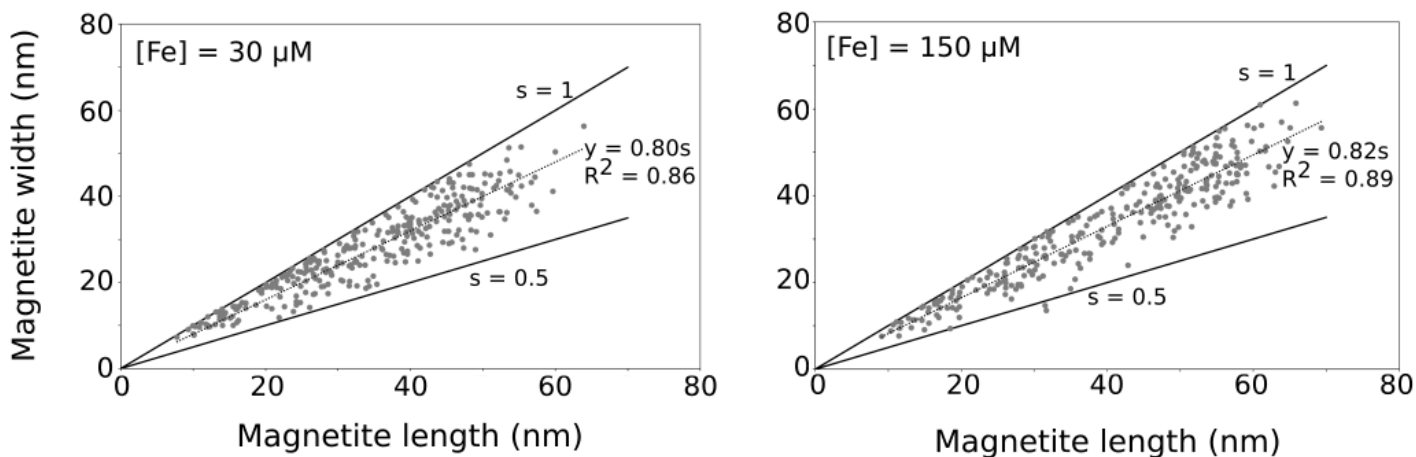 Magnetite width (nm)
80
60
40
20
0
[Fe] = 30 µM
s = 1
y = 0.80s
R² = 0.86
s = 0.5
0 20 40 60 80
Magnetite length (nm)
80
60
40
20
0
[Fe] = 150 µM
s = 1
y = 0.82s
R² = 0.89
s = 0.5
0 20 40 60 80
Magnetite length (nm)